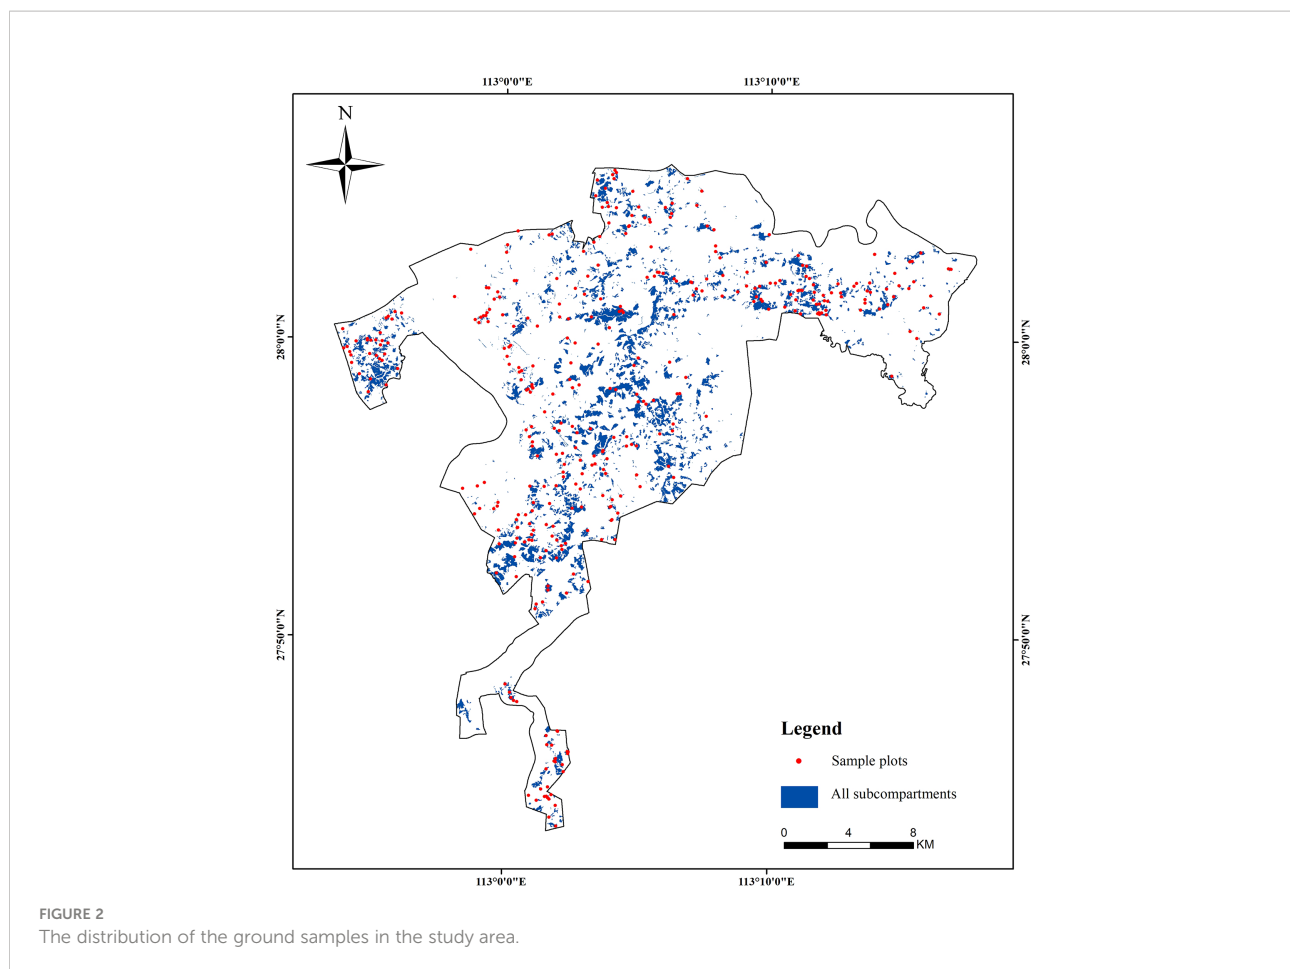 113°0'0"E
113°10'0"E
N
28°0'0"N
28°0'0"N
27°50'0"N
27°50'0"N
Legend
Sample plots
All subcompartments
0 4 8
KM
113°0'0"E
113°10'0"E
FIGURE 2
The distribution of the ground samples in the study area.